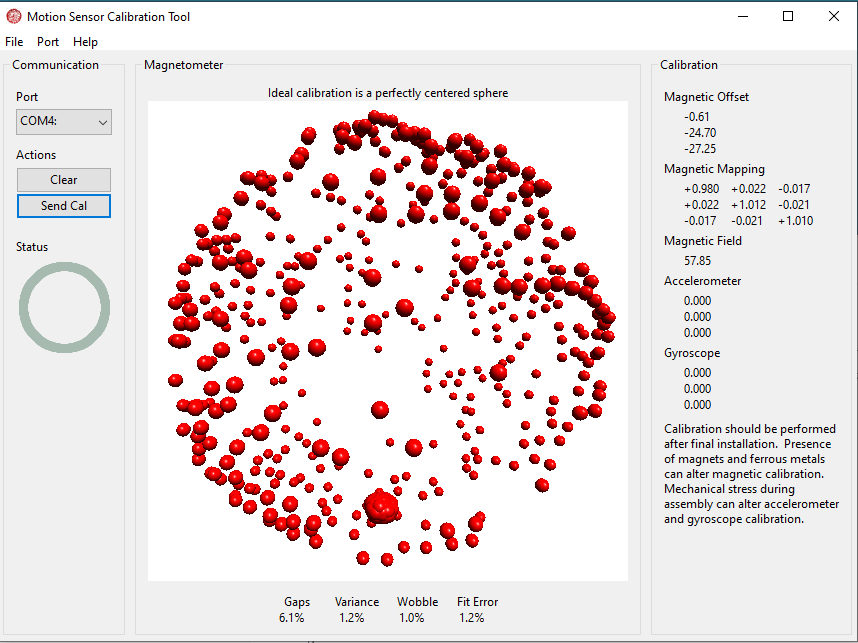 Motion Sensor Calibration Tool
File Port Help
Communication
Port
COM4:
Actions
Clear
Send Cal
Status
Magnetometer
Ideal calibration is a perfectly centered sphere
Gaps Variance Wobble Fit Error
6.1% 1.2% 1.0% 1.2%
Calibration
Magnetic Offset
-0.61
-24.70
-27.25
Magnetic Mapping
+0.980 +0.022 -0.017
+0.022 +1.012 -0.021
-0.017 -0.021 +1.010
Magnetic Field
57.85
Accelerometer
0.000
0.000
0.000
Gyroscope
0.000
0.000
0.000
Calibration should be performed
after final installation. Presence
of magnets and ferrous metals
can alter magnetic calibration.
Mechanical stress during
assembly can alter accelerometer
and gyroscope calibration.